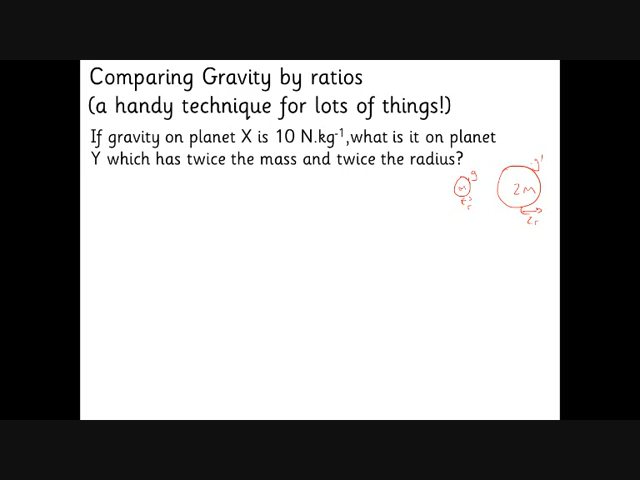 Comparing Gravity by ratios
(a handy technique for lots of things!)
If gravity on planet X is 10 N.kg⁻¹,what is it on planet
Y which has twice the mass and twice the radius?
g g'
m 2m
r 2r